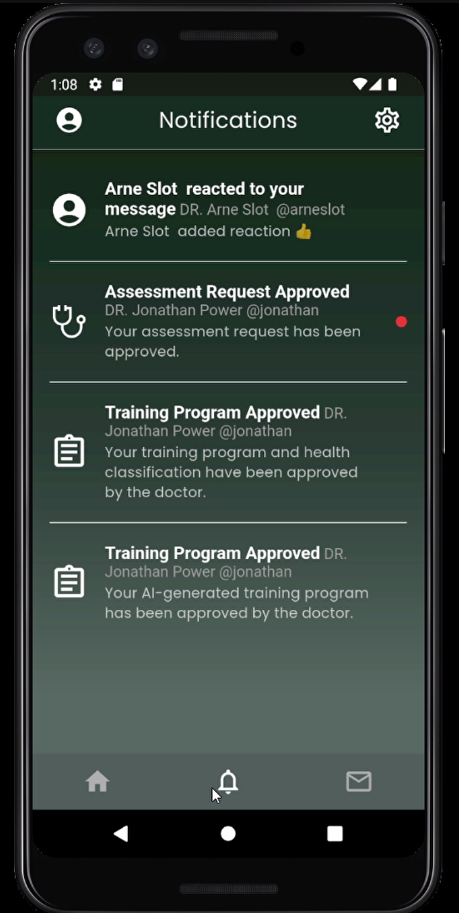 1:08
Notifications
Arne Slot  reacted to your
message DR. Arne Slot  @arneslot
Arne Slot  added reaction 👍
Assessment Request Approved
DR. Jonathan Power @jonathan
Your assessment request has been
approved.
Training Program Approved DR.
Jonathan Power @jonathan
Your training program and health
classification have been approved
by the doctor.
Training Program Approved DR.
Jonathan Power @jonathan
Your AI-generated training program
has been approved by the doctor.